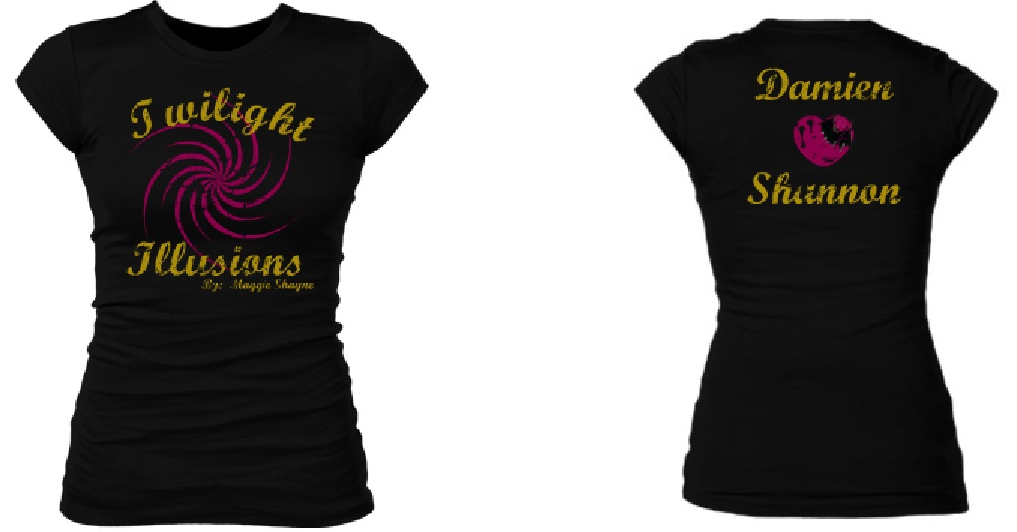 Twilight
Illusions
By: Maggie Shayne
Damien
Shannon